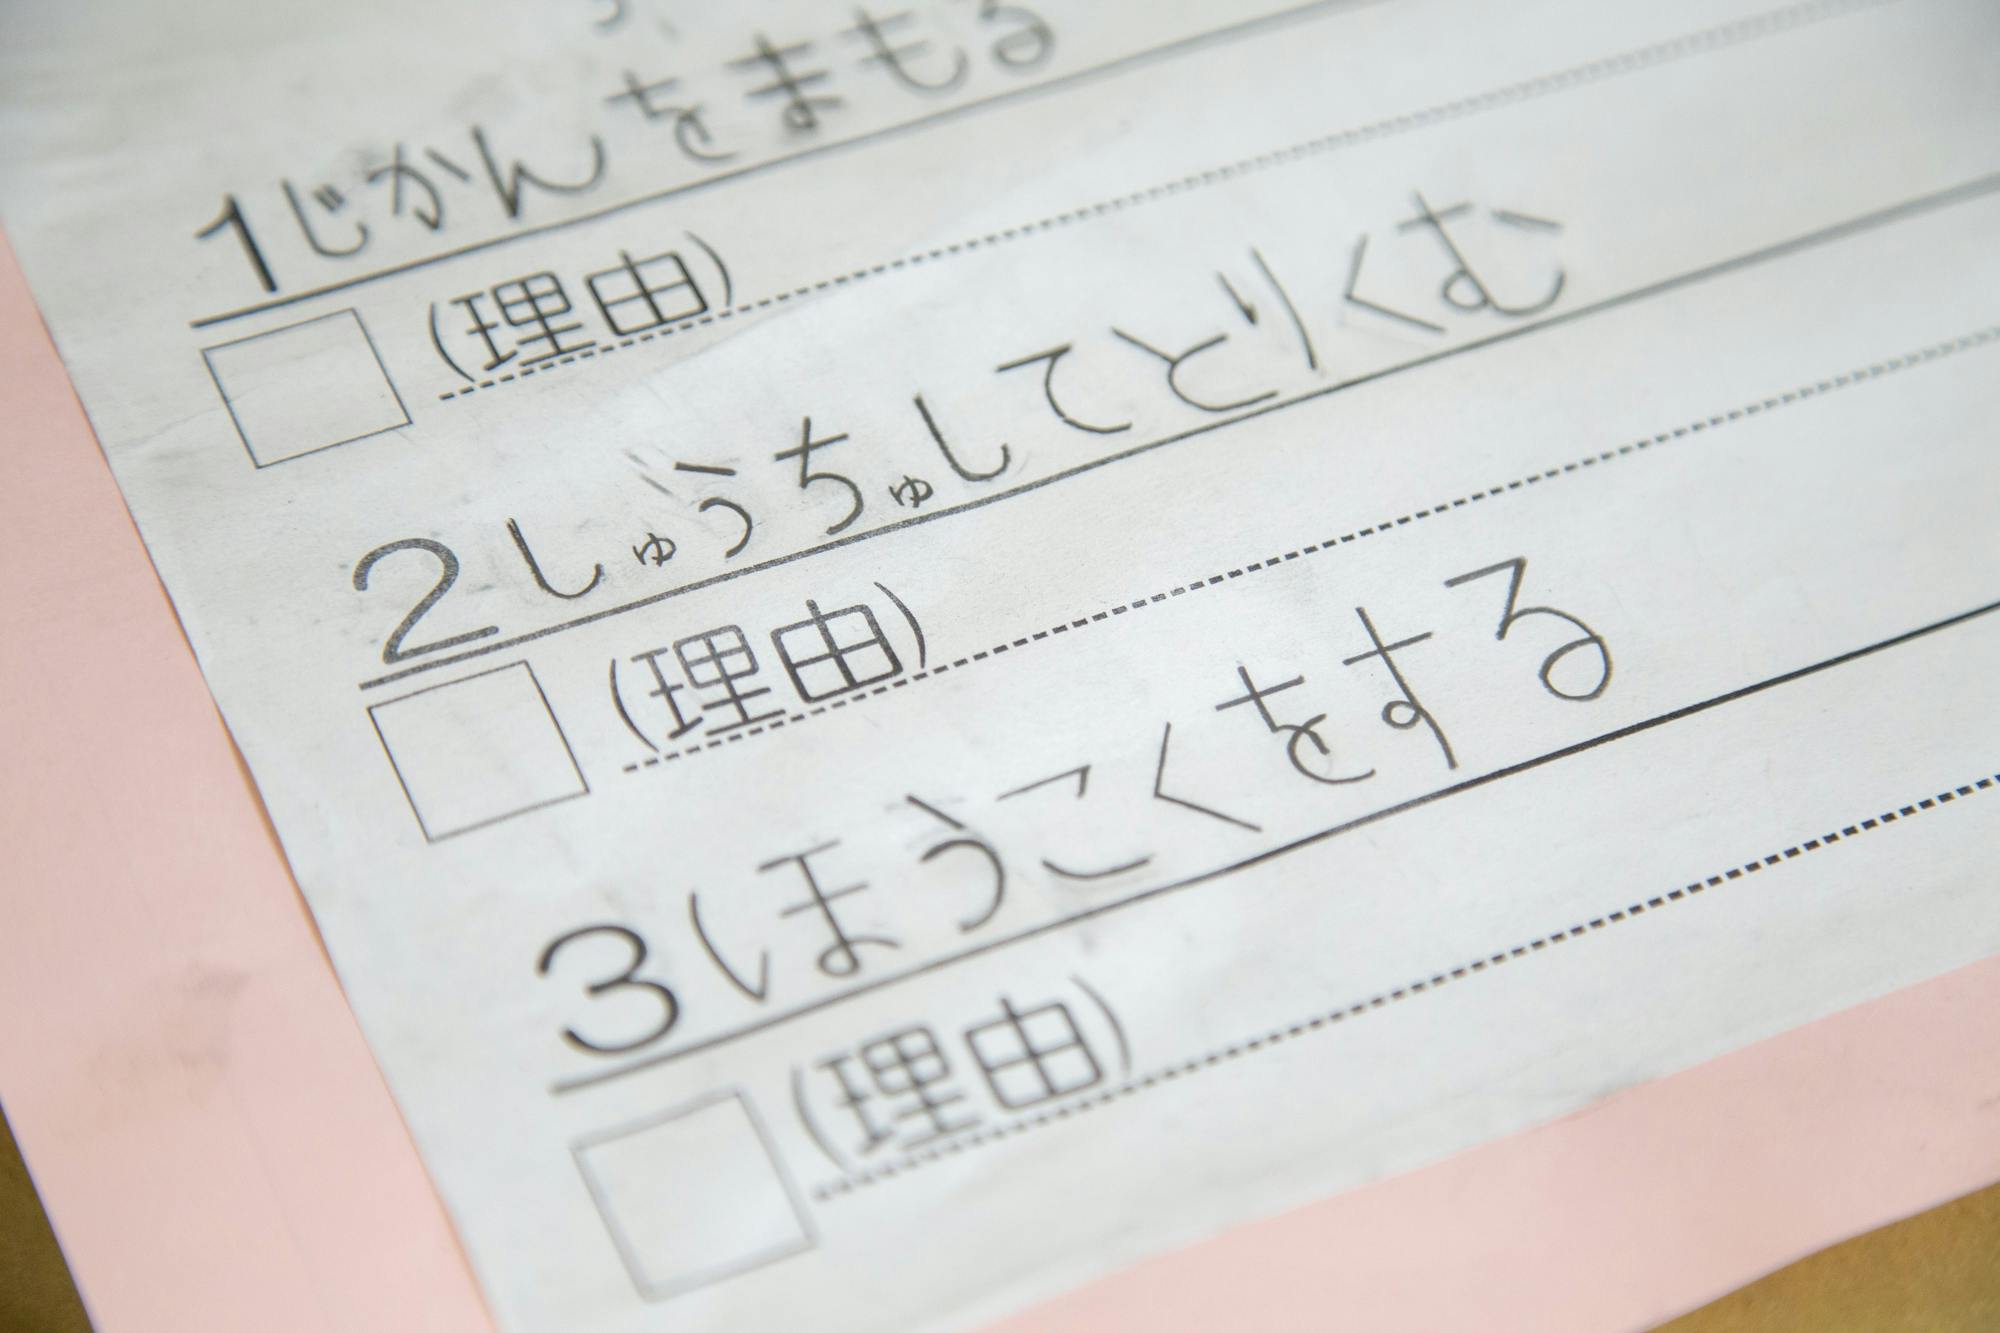 1じかんをまもる
(理由)
2しゅうちゅしてとりくむ
(理由)
3ほうこくをする
(理由)